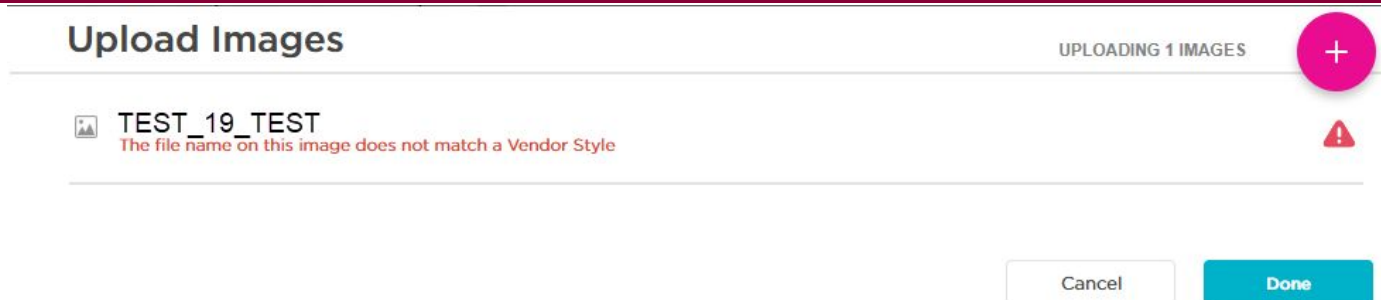 Upload Images
UPLOADING 1 IMAGES
+
TEST_19_TEST
The file name on this image does not match a Vendor Style
Cancel
Done